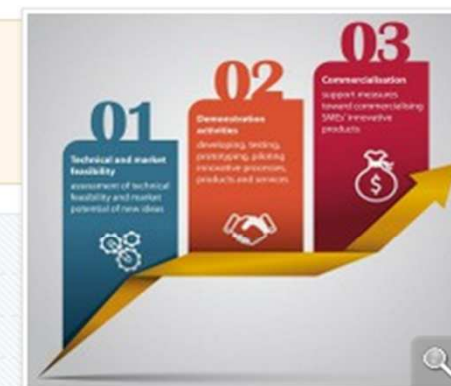 01
Technical and market
feasibility
assessment of technical
feasibility and market
potential of new ideas
02
Demonstration
activities
developing, testing,
prototyping, piloting
innovative processes,
products and services
03
Commercialisation
support measures
toward commercialising
SMEs' innovative
products
$